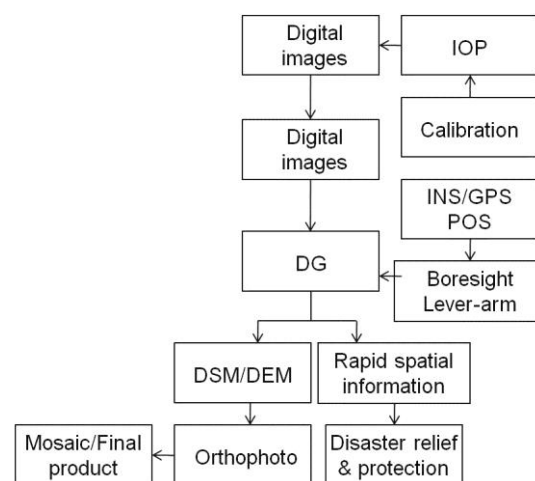 Digital
images
IOP
Calibration
Digital
images
INS/GPS
POS
DG
Boresight
Lever-arm
DSM/DEM
Rapid spatial
information
Mosaic/Final
product
Orthophoto
Disaster relief
& protection